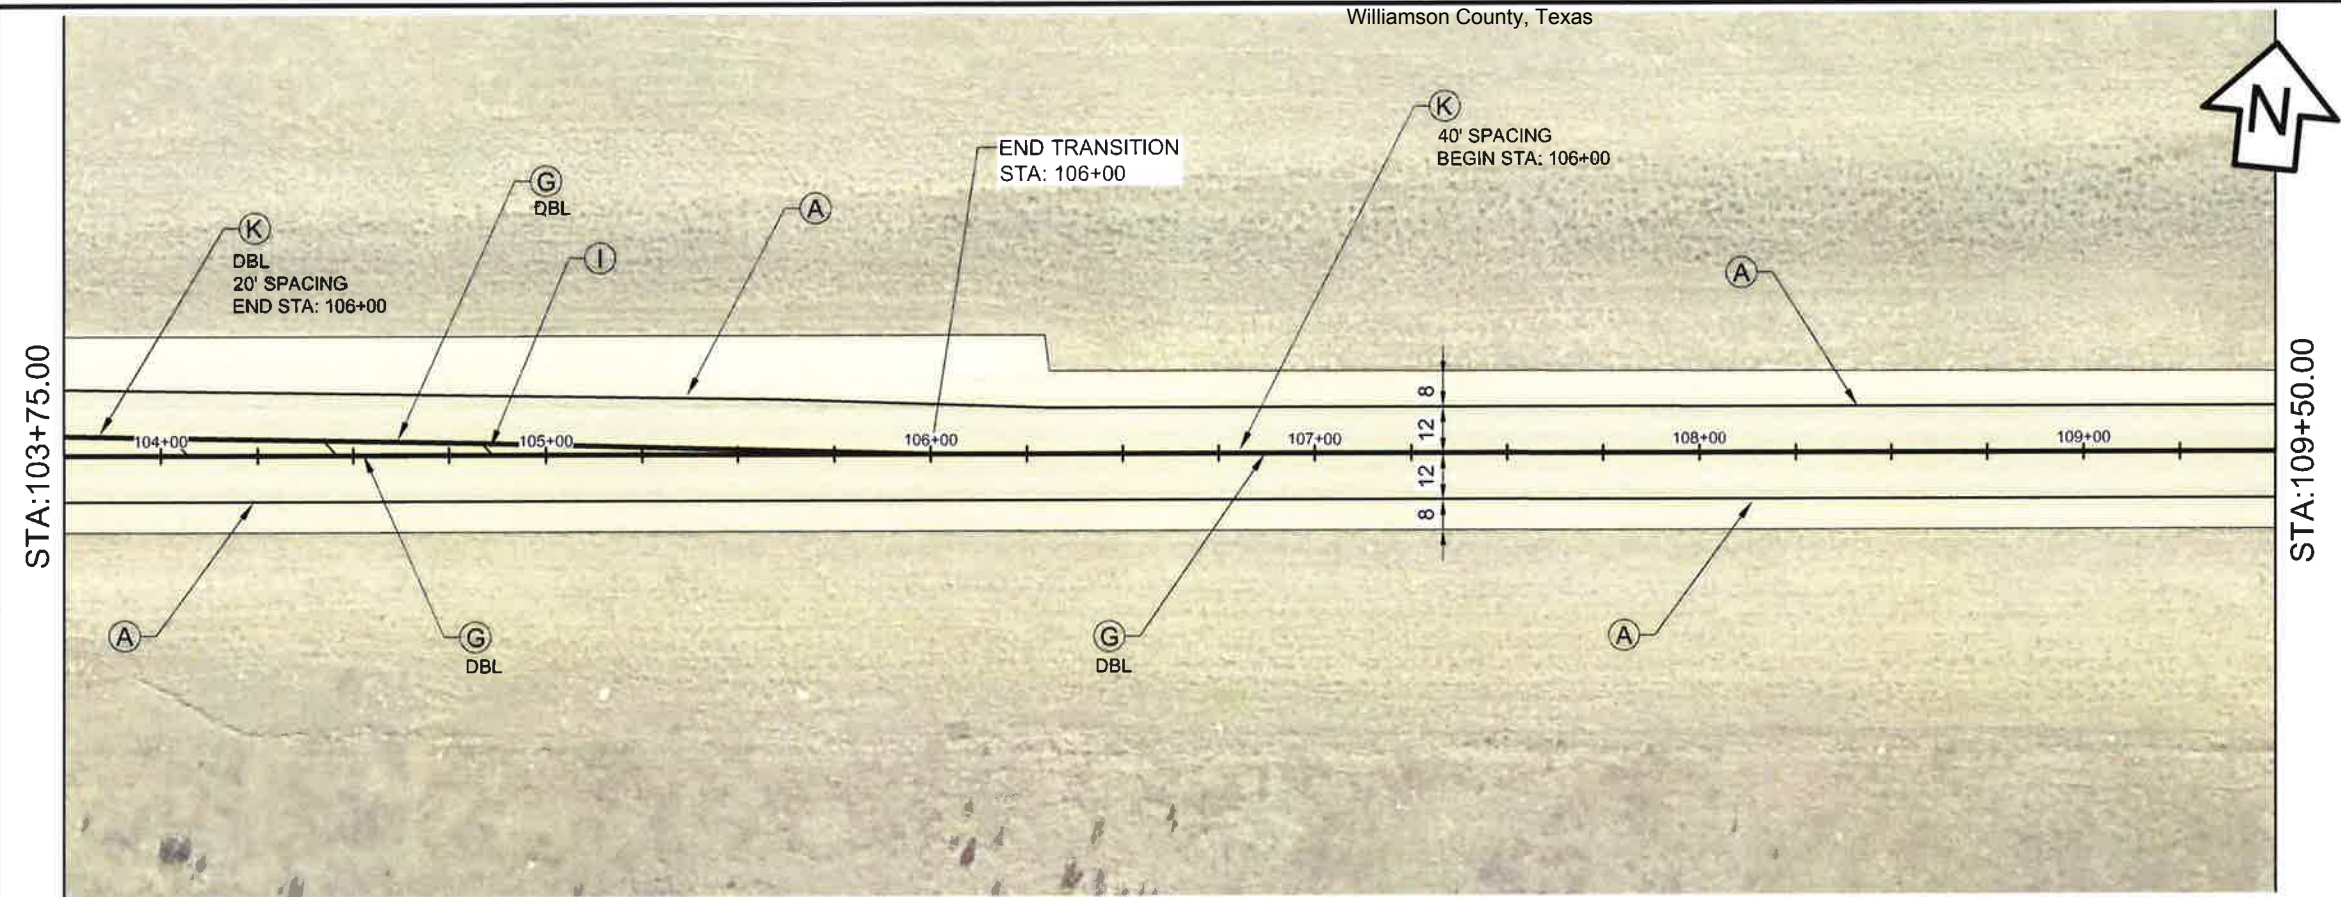 Williamson County, Texas
N
K
40' SPACING
BEGIN STA: 106+00
END TRANSITION
STA: 106+00
G
DBL
A
K
DBL
20' SPACING
END STA: 106+00
I
A
STA:103+75.00
STA:109+50.00
8
12
12
8
104+00
105+00
106+00
107+00
108+00
109+00
A
G
DBL
G
DBL
A